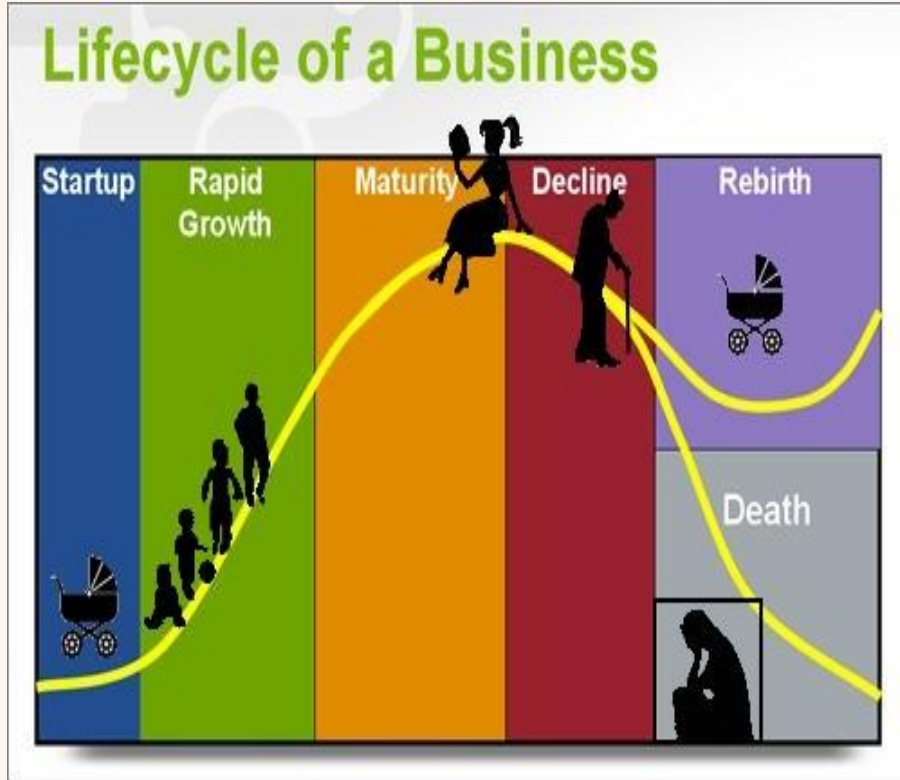 Lifecycle of a Business
Startup
Rapid
Growth
Maturity
Decline
Rebirth
Death